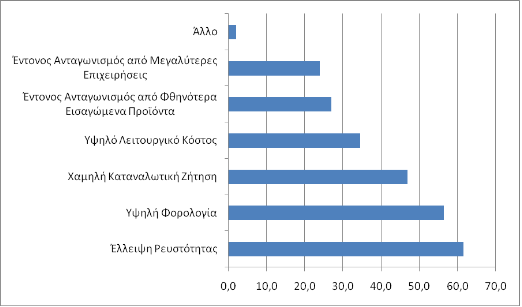 Άλλο
Έντονος Ανταγωνισμός από Μεγαλύτερες
Επιχειρήσεις
Έντονος Ανταγωνισμός από Φθηνότερα
Εισαγώμενα Προϊόντα
Υψηλό Λειτουργικό Κόστος
Χαμηλή Καταναλωτική Ζήτηση
Υψηλή Φορολογία
Έλλειψη Ρευστότητας
0,0 10,0 20,0 30,0 40,0 50,0 60,0 70,0